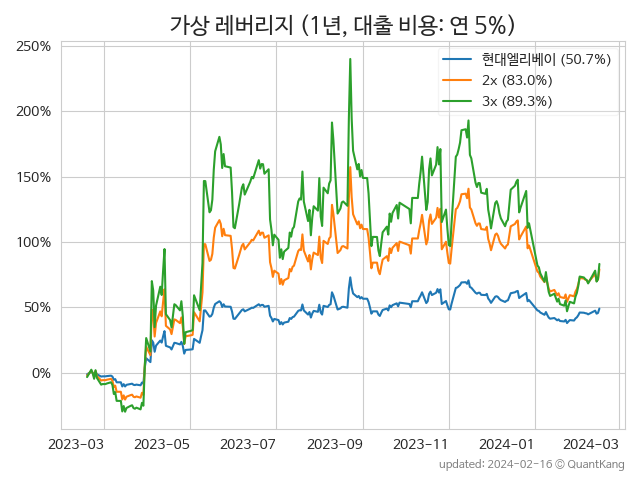 가상 레버리지 (1년, 대출 비용: 연 5%)
250%
200%
150%
100%
50%
0%
현대엘리베이 (50.7%)
2x (83.0%)
3x (89.3%)
2023-03
2023-05
2023-07
2023-09
2023-11
2024-01
2024-03
updated: 2024-02-16 © QuantKang